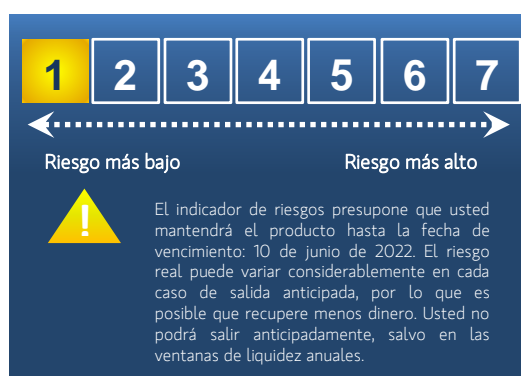 1 2 3 4 5 6 7
Riesgo más bajo Riesgo más alto
!
El indicador de riesgos presupone que usted
mantendrá el producto hasta la fecha de
vencimiento: 10 de junio de 2022. El riesgo
real puede variar considerablemente en cada
caso de salida anticipada, por lo que es
posible que recupere menos dinero. Usted no
podrá salir anticipadamente, salvo en las
ventanas de liquidez anuales.